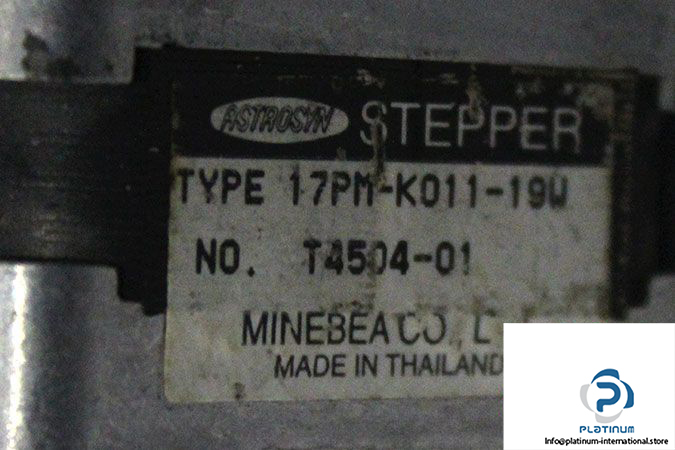 ASTROSYN STEPPER
TYPE 17PM-K011-19W
NO. T4504-01
MINEBEA CO., L
MADE IN THAILAND
PLATINUM
Info@platinum-international.store